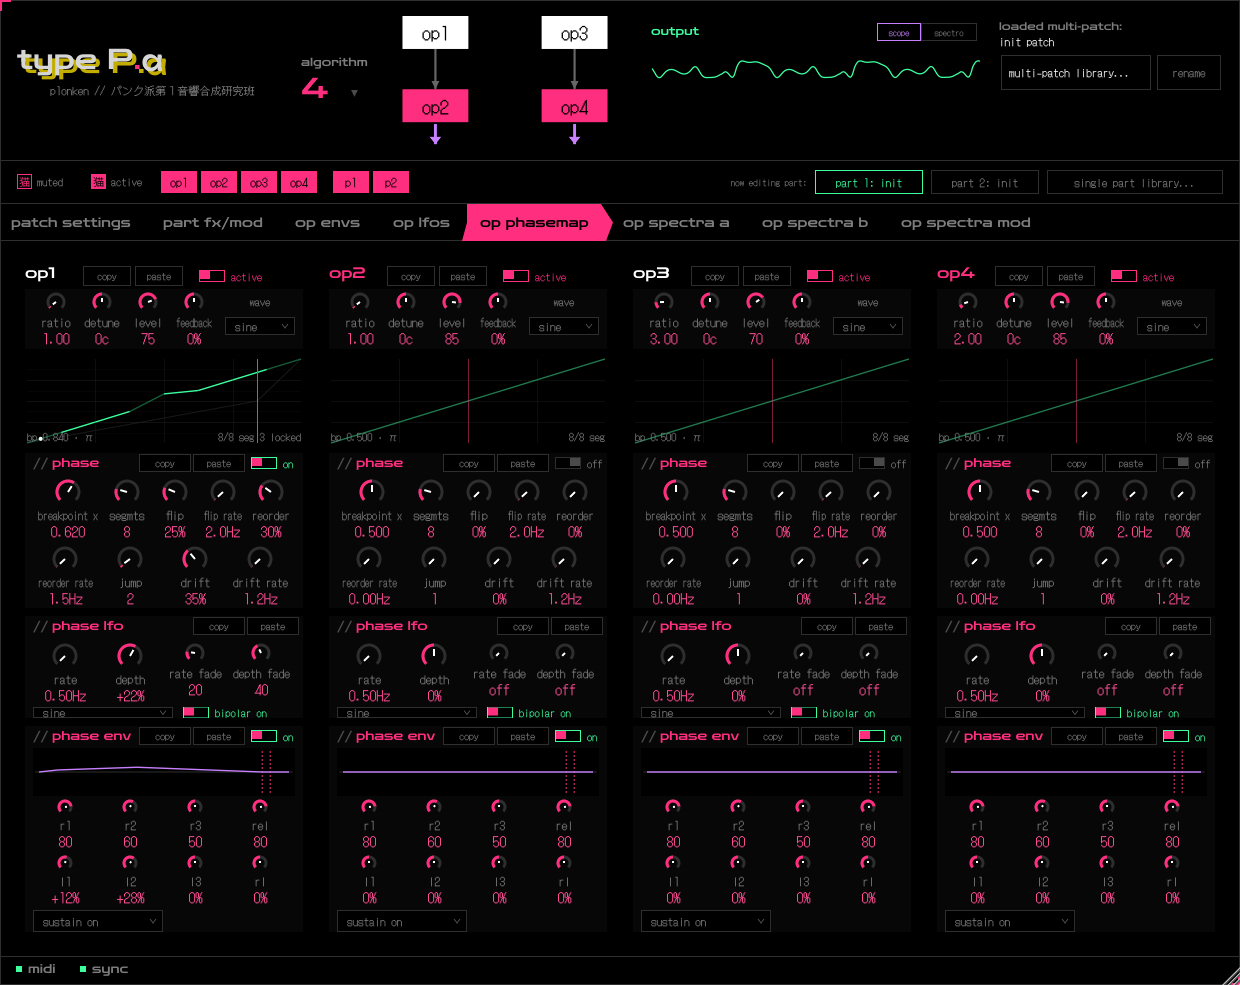 type P.a
plonken // パンク派第1音響合成研究班
algorithm
4
op1 op3
op2 op4
output
scope spectro
loaded multi-patch:
init patch
multi-patch library... rename
猫 muted 猫 active op1 op2 op3 op4 p1 p2
now editing part: part 1: init part 2: init single part library...
patch settings part fx/mod op envs op lfos op phasemap op spectra a op spectra b op spectra mod
op1 copy paste active op2 copy paste active op3 copy paste active op4 copy paste active
wave wave wave wave
ratio detune level feedback sine ratio detune level feedback sine ratio detune level feedback sine ratio detune level feedback sine
1.00 0c 75 0% 1.00 0c 85 0% 3.00 0c 70 0% 2.00 0c 85 0%
bp 0.840 · π 8/8 seg 3 locked bp 0.500 · π 8/8 seg bp 0.500 · π 8/8 seg bp 0.500 · π 8/8 seg
// phase copy paste on // phase copy paste off // phase copy paste off // phase copy paste off
breakpoint x segmts flip flip rate reorder breakpoint x segmts flip flip rate reorder breakpoint x segmts flip flip rate reorder breakpoint x segmts flip flip rate reorder
0.620 8 25% 2.0Hz 30% 0.500 8 0% 2.0Hz 0% 0.500 8 0% 2.0Hz 0% 0.500 8 0% 2.0Hz 0%
reorder rate jump drift drift rate reorder rate jump drift drift rate reorder rate jump drift drift rate reorder rate jump drift drift rate
1.5Hz 2 35% 1.2Hz 0.00Hz 1 0% 1.2Hz 0.00Hz 1 0% 1.2Hz 0.00Hz 1 0% 1.2Hz
// phase lfo copy paste // phase lfo copy paste // phase lfo copy paste // phase lfo copy paste
rate depth rate fade depth fade rate depth rate fade depth fade rate depth rate fade depth fade rate depth rate fade depth fade
0.50Hz +22% 20 40 0.50Hz 0% off off 0.50Hz 0% off off 0.50Hz 0% off off
sine bipolar on sine bipolar on sine bipolar on sine bipolar on
// phase env copy paste on // phase env copy paste on // phase env copy paste on // phase env copy paste on
r1 r2 r3 rel r1 r2 r3 rel r1 r2 r3 rel r1 r2 r3 rel
80 60 50 80 80 60 50 80 80 60 50 80 80 60 50 80
l1 l2 l3 rl l1 l2 l3 rl l1 l2 l3 rl l1 l2 l3 rl
+12% +28% 0% 0% 0% 0% 0% 0% 0% 0% 0% 0% 0% 0% 0% 0%
sustain on sustain on sustain on sustain on
midi sync